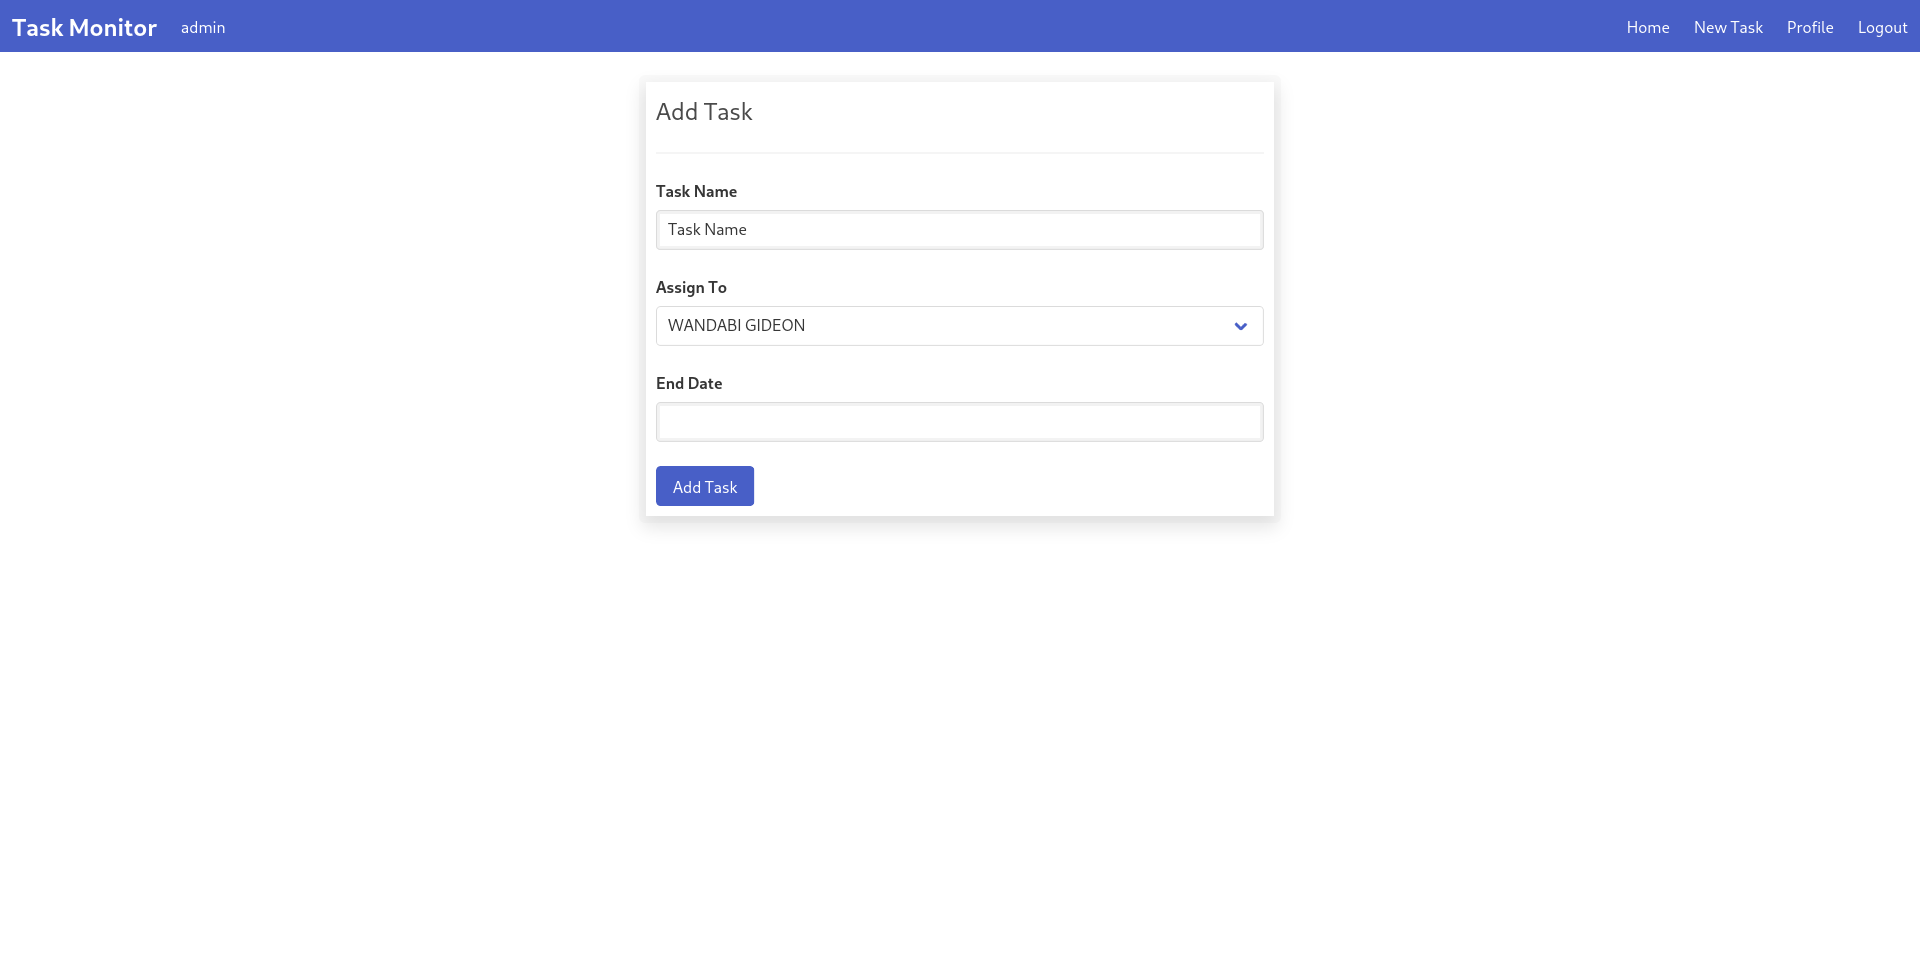 Task Monitor admin Home New Task Profile Logout
Add Task
Task Name
Task Name
Assign To
WANDABI GIDEON
End Date
Add Task